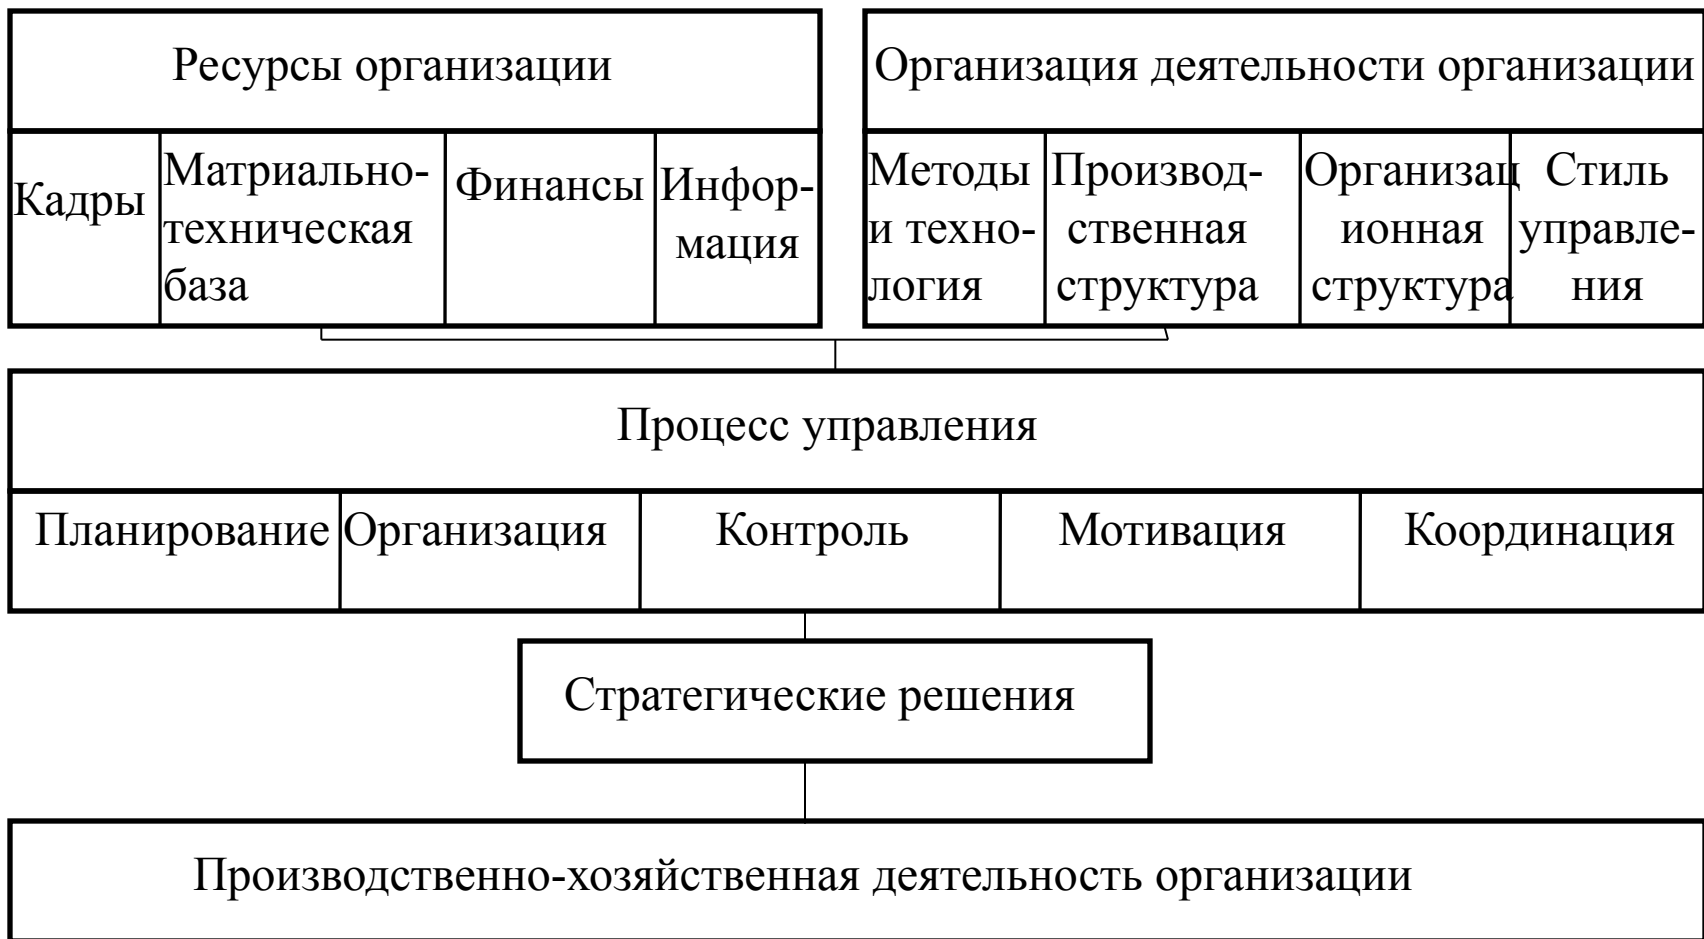 Ресурсы организации
Кадры
Матриально-
техническая
база
Финансы
Инфор-
мация
Организация деятельности организации
Методы
и техно-
логия
Производ-
ственная
структура
Организац
ионная
структура
Стиль
управле-
ния
Процесс управления
Планирование
Организация
Контроль
Мотивация
Координация
Стратегические решения
Производственно-хозяйственная деятельность организации